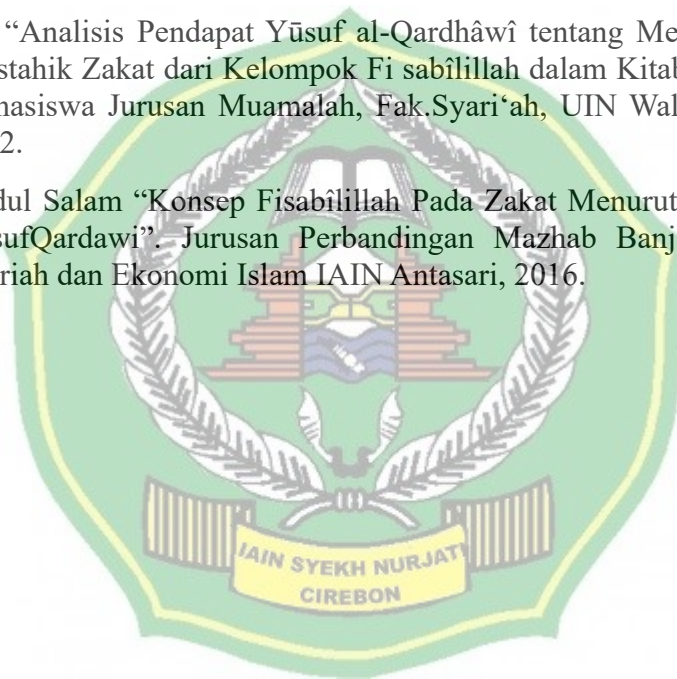 “Analisis Pendapat Yūsuf al-Qardhâwî tentang Me
stahik Zakat dari Kelompok Fi sabîlillah dalam Kitab
hasiswa Jurusan Muamalah, Fak.Syari‘ah, UIN Wal
2.
dul Salam “Konsep Fisabîlillah Pada Zakat Menurut
sufQardawi”. Jurusan Perbandingan Mazhab Banj
riah dan Ekonomi Islam IAIN Antasari, 2016.
IAIN SYEKH NURJATI
CIREBON